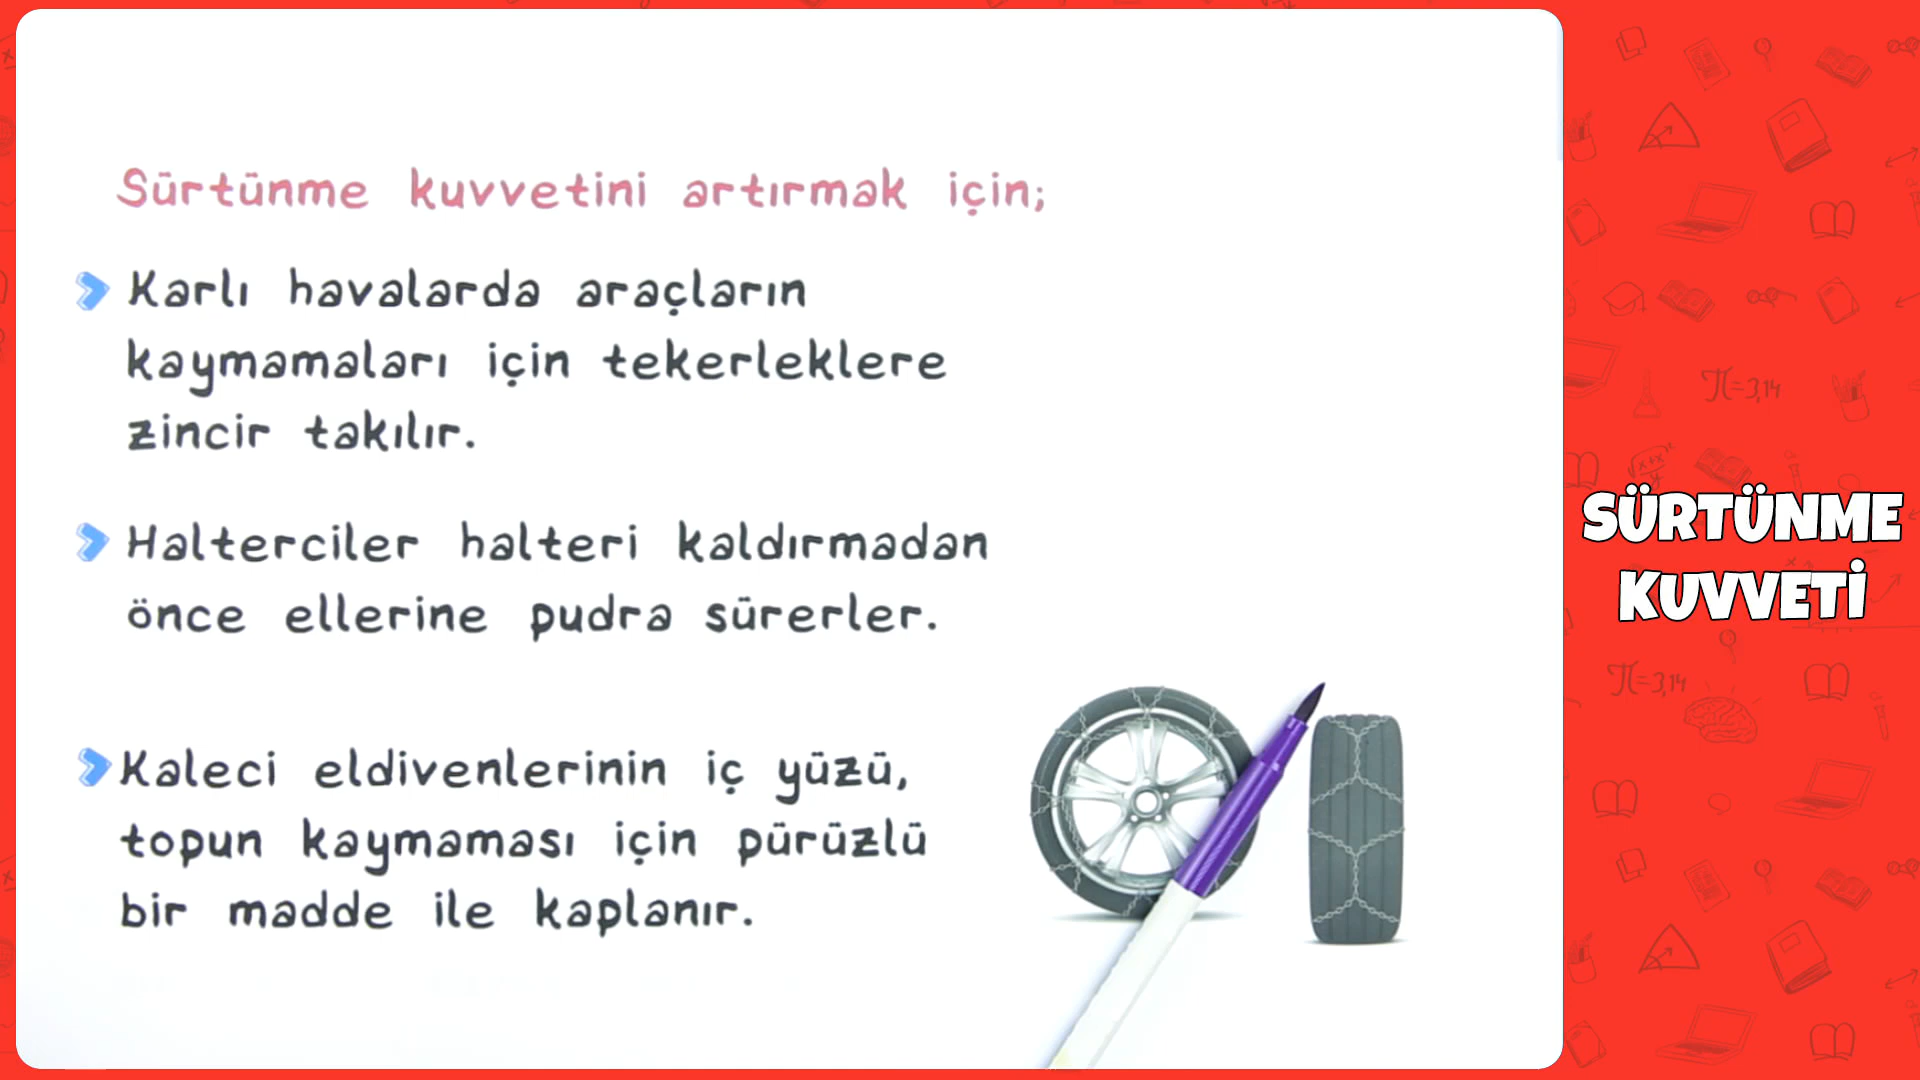 Sürtünme kuvvetini artırmak için;
Karlı havalarda araçların
kaymamaları için tekerleklere
zincir takılır.
Halterciler halteri kaldırmadan
önce ellerine pudra sürerler.
Kaleci eldivenlerinin iç yüzü,
topun kaymaması için pürüzlü
bir madde ile kaplanır.
SÜRTÜNME
KUVVETİ
π=3,14
π=3,14